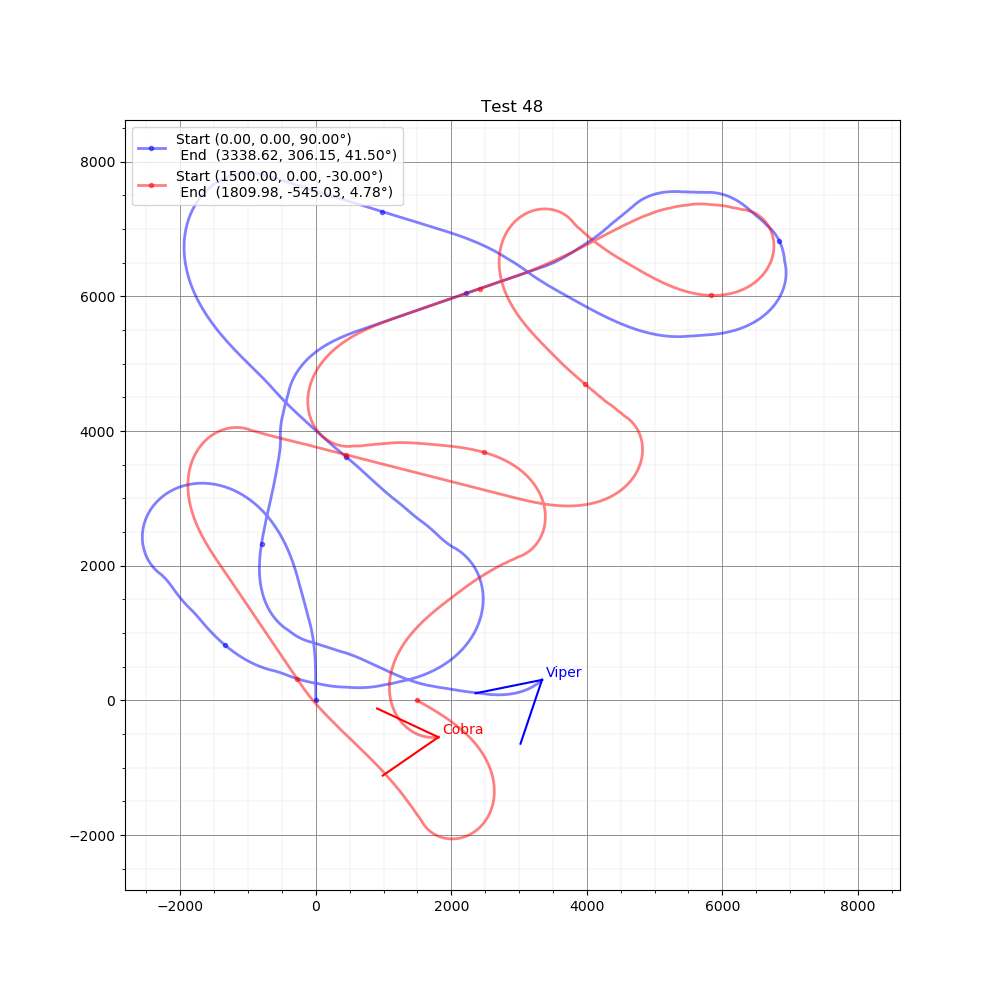 Test 48
Start (0.00, 0.00, 90.00°)
End (3338.62, 306.15, 41.50°)
Start (1500.00, 0.00, -30.00°)
End (1809.98, -545.03, 4.78°)
8000
6000
4000
2000
0
−2000
Viper
Cobra
−2000 0 2000 4000 6000 8000